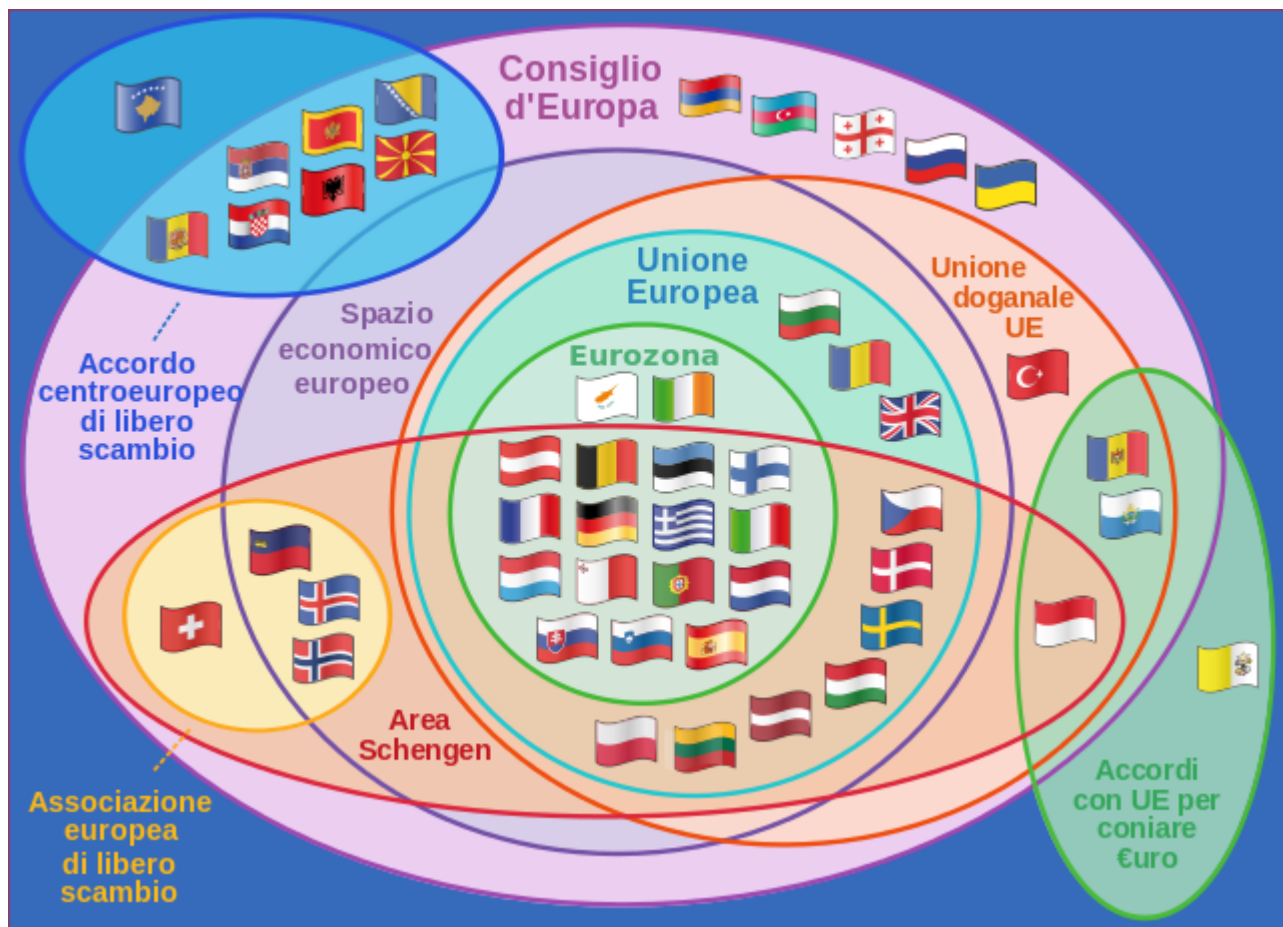 Consiglio
d'Europa
Unione
Europea
Unione
doganale
UE
Spazio
economico
europeo
Eurozona
Accordo
centroeuropeo
di libero
scambio
Area
Schengen
Associazione
europea
di libero
scambio
Accordi
con UE per
coniare
€uro